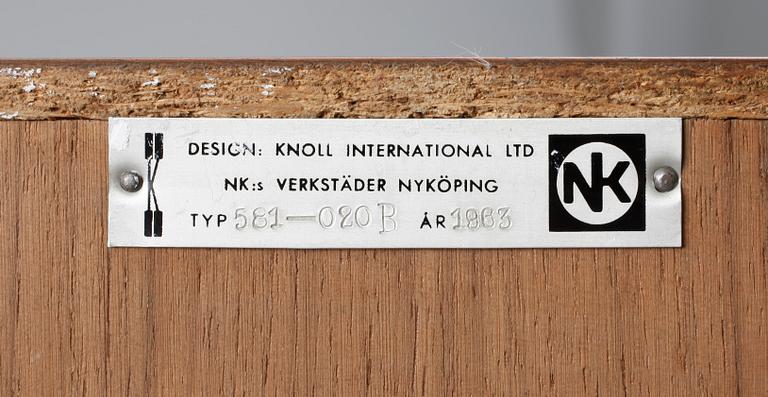 DESIGN: KNOLL INTERNATIONAL LTD
NK:s VERKSTÄDER NYKÖPING
TYP 581—020 B ÅR 1963
NK